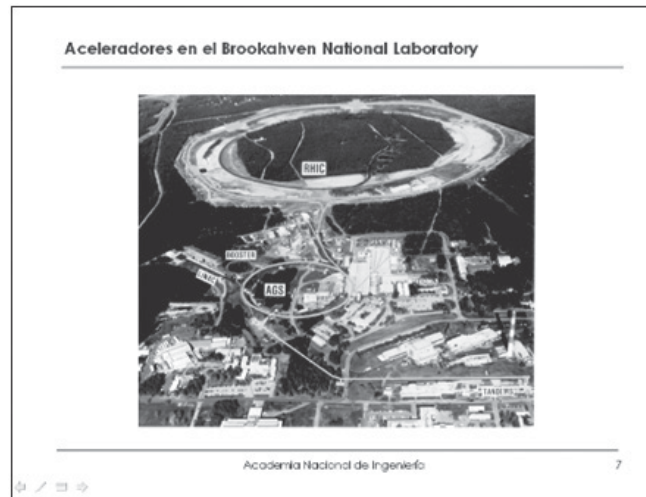 Aceleradores en el Brookahven National Laboratory
RHIC
BOOSTER
LINAC
AGS
TANDEMS
Academia Nacional de Ingeniería
7